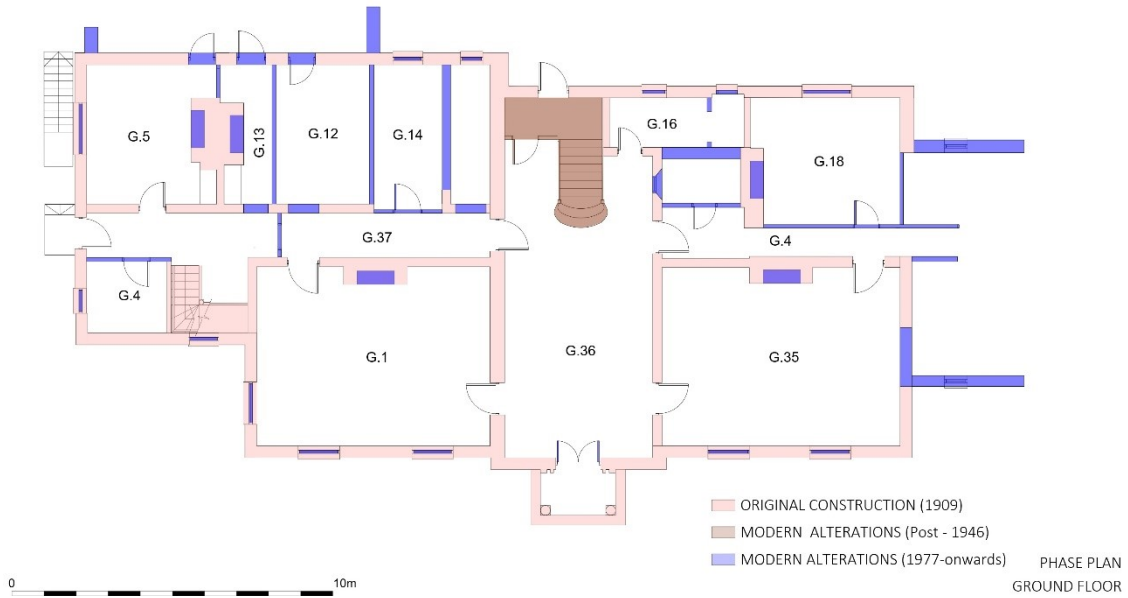 G.5
G.13
G.12
G.14
G.16
G.18
G.37
G.4
G.4
G.1
G.36
G.35
ORIGINAL CONSTRUCTION (1909)
MODERN ALTERATIONS (Post - 1946)
MODERN ALTERATIONS (1977-onwards)
PHASE PLAN
GROUND FLOOR
0
10m